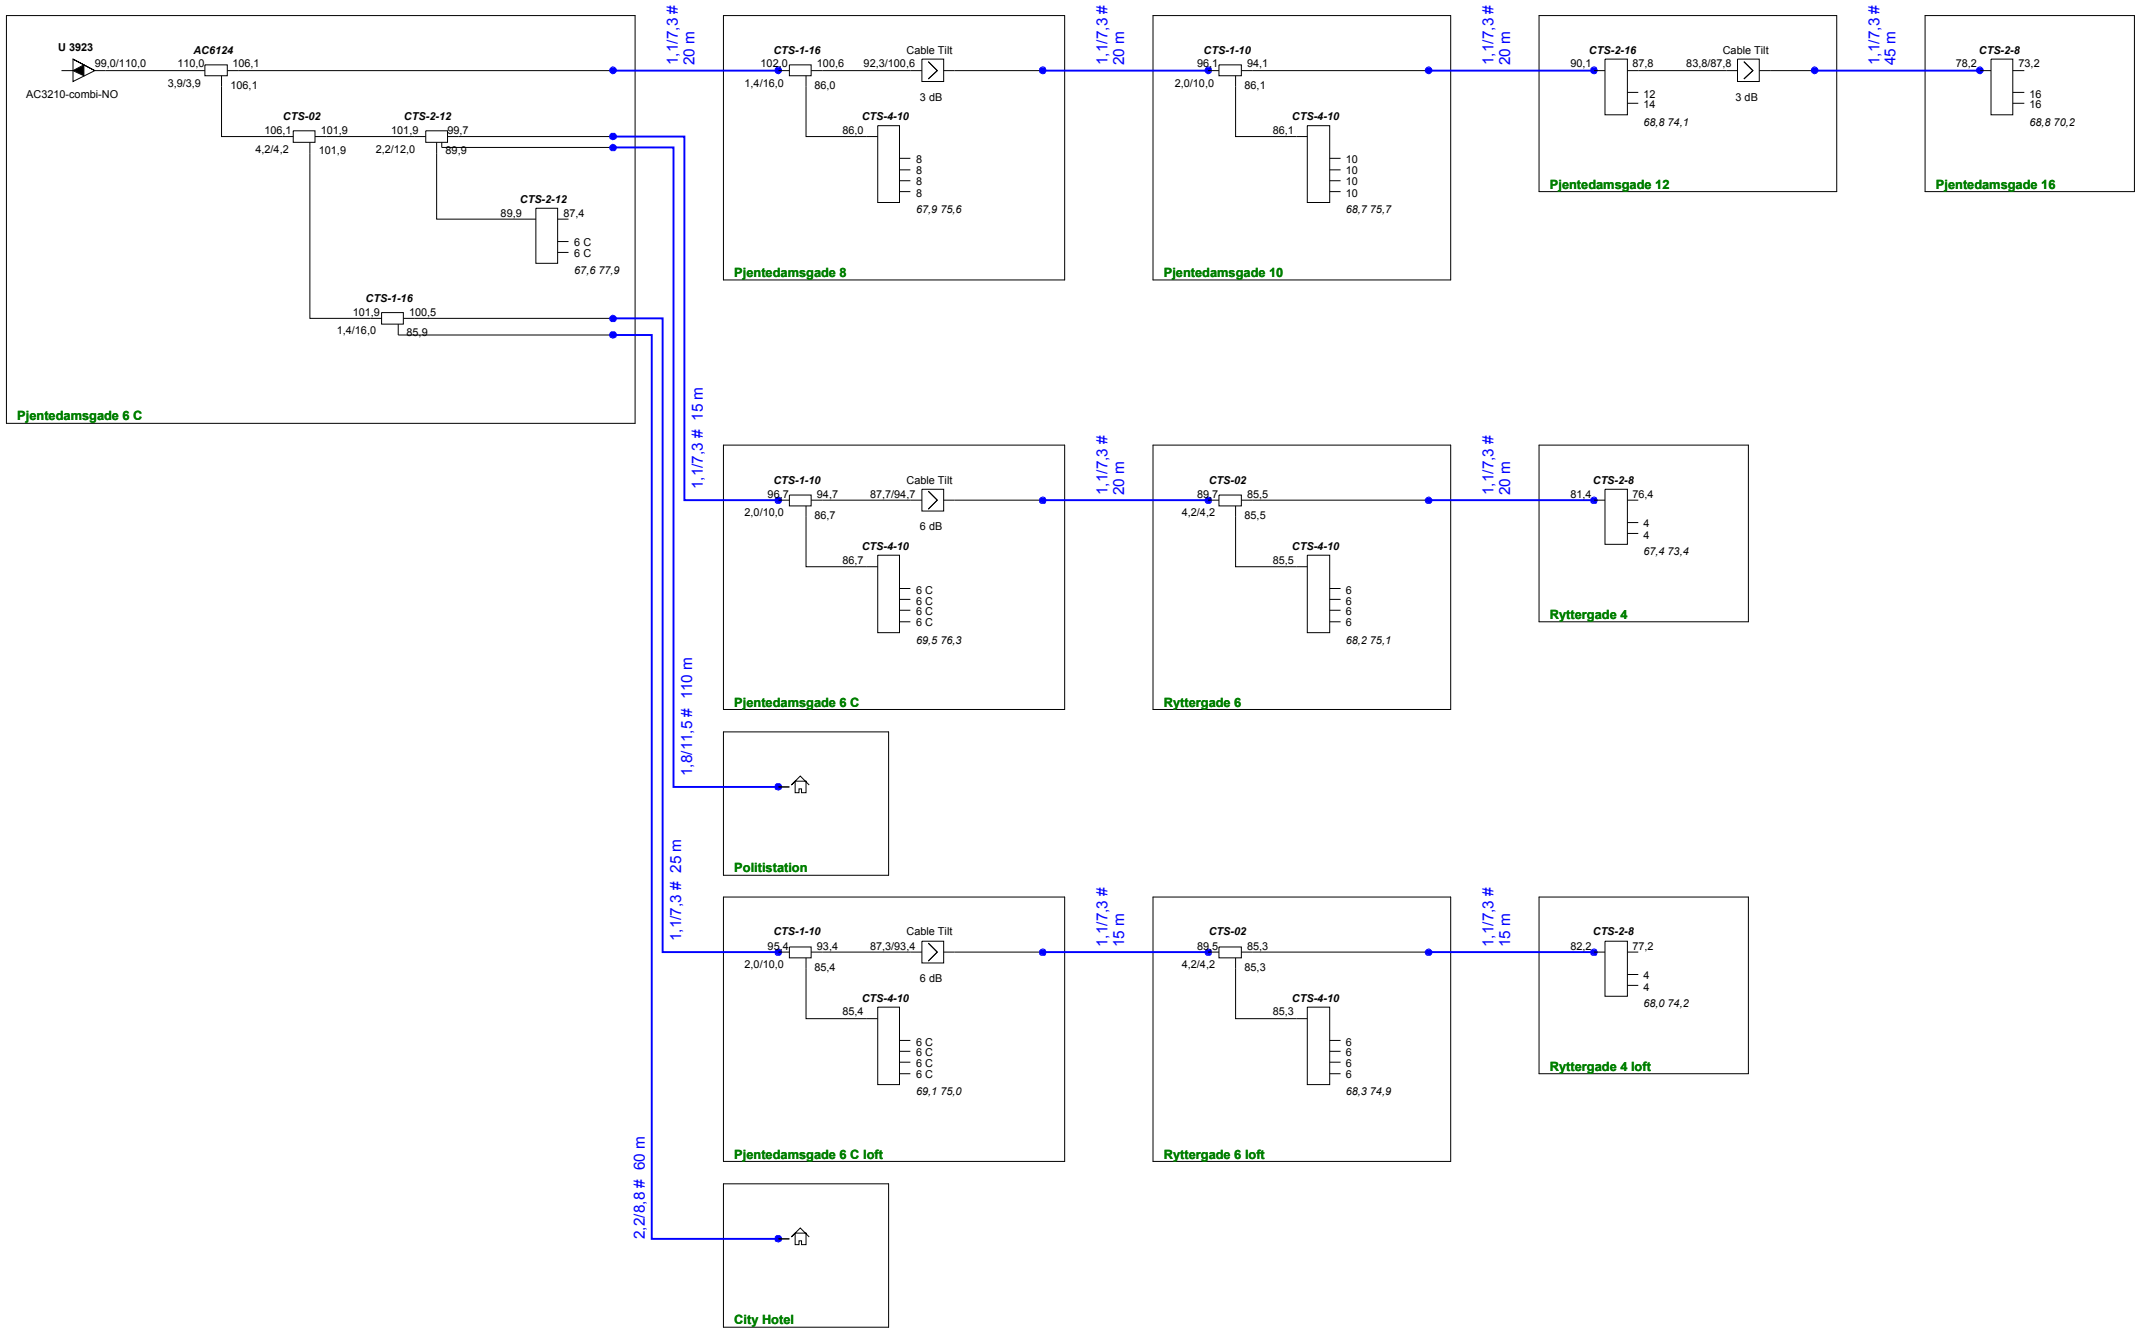 U 3923
99,0/110,0
AC3210-combi-NO
AC6124
110,0
106,1
3,9/3,9
106,1
CTS-02
106,1
101,9
4,2/4,2
101,9
CTS-2-12
101,9
99,7
2,2/12,0
89,9
CTS-2-12
89,9
87,4
6 C
6 C
67,6 77,9
CTS-1-16
101,9
100,5
1,4/16,0
85,9
Pjentedamsgade 6 C
1,1/7,3 #
20 m
CTS-1-16
102,0
100,6
1,4/16,0
86,0
92,3/100,6
Cable Tilt
3 dB
CTS-4-10
86,0
8
8
8
8
67,9 75,6
Pjentedamsgade 8
1,1/7,3 #
20 m
CTS-1-10
96,1
94,1
2,0/10,0
86,1
CTS-4-10
86,1
10
10
10
10
68,7 75,7
Pjentedamsgade 10
1,1/7,3 #
20 m
CTS-2-16
90,1
87,8
12
14
68,8 74,1
83,8/87,8
Cable Tilt
3 dB
Pjentedamsgade 12
1,1/7,3 #
45 m
CTS-2-8
78,2
73,2
16
16
68,8 70,2
Pjentedamsgade 16
1,1/7,3 # 15 m
CTS-1-10
96,7
94,7
2,0/10,0
86,7
87,7/94,7
Cable Tilt
6 dB
CTS-4-10
86,7
6 C
6 C
6 C
6 C
69,5 76,3
Pjentedamsgade 6 C
1,1/7,3 #
20 m
CTS-02
89,7
85,5
4,2/4,2
85,5
CTS-4-10
85,5
6
6
6
6
68,2 75,1
Ryttergade 6
1,1/7,3 #
20 m
CTS-2-8
81,4
76,4
4
4
67,4 73,4
Ryttergade 4
1,8/11,5 # 110 m
Politistation
1,1/7,3 # 25 m
CTS-1-10
95,4
93,4
2,0/10,0
85,4
87,3/93,4
Cable Tilt
6 dB
CTS-4-10
85,4
6 C
6 C
6 C
6 C
69,1 75,0
Pjentedamsgade 6 C loft
1,1/7,3 #
15 m
CTS-02
89,5
85,3
4,2/4,2
85,3
CTS-4-10
85,3
6
6
6
6
68,3 74,9
Ryttergade 6 loft
1,1/7,3 #
15 m
CTS-2-8
82,2
77,2
4
4
68,0 74,2
Ryttergade 4 loft
2,2/8,8 # 60 m
City Hotel